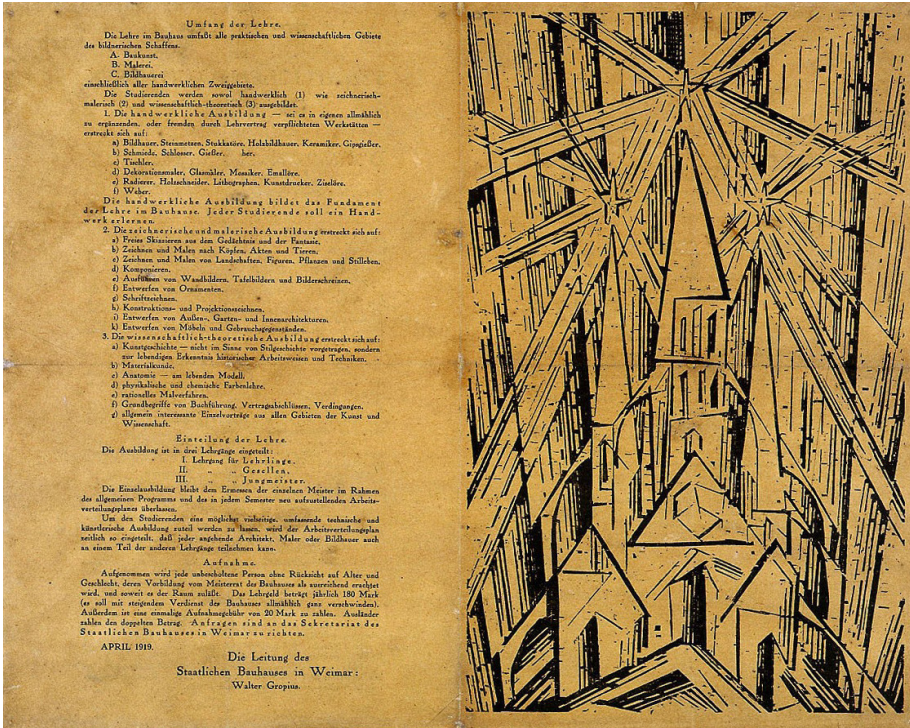 Umfang der Lehre.
Die Lehre im Bauhaus umfaßt alle praktischen und wissenschaftlichen Gebiete
des bildnerischen Schaffens.
A. Baukunst,
B. Malerei,
C. Bildhauerei
einschließlich aller handwerklichen Zweiggebiete.
Die Studierenden werden sowol handwerklich (1) wie zeichnerisch-
malerisch (2) und wissenschaftlich-theoretisch (3) ausgebildet.
1. Die handwerkliche Ausbildung — sei es in eigenen allmählich
zu ergänzenden, oder fremden durch Lehrvertrag verpflichteten Werkstätten —
erstreckt sich auf:
a) Bildhauer, Steinmetzen, Stukkatöre, Holzbildhauer, Keramiker, Gipsgießer,
b) Schmiede, Schlosser, Gießer, her,
c) Tischler,
d) Dekorationsmaler, Glasmaler, Mosaiker, Emallöre,
e) Radierer, Holzschneider, Lithographen, Kunstdrucker, Ziselöre,
f) Weber.
Die handwerkliche Ausbildung bildet das Fundament
der Lehre im Bauhause. Jeder Studierende soll ein Hand-
werk erlernen.
2. Die zeichnerische und malerische Ausbildung erstreckt sich auf:
a) Freies Skizzieren aus dem Gedächtnis und der Fantasie,
b) Zeichnen und Malen nach Köpfen, Akten und Tieren,
c) Zeichnen und Malen von Landschaften, Figuren, Pflanzen und Stilleben,
d) Komponieren,
e) Ausführen von Wandbildern, Tafelbildern und Bilderschreinen,
f) Entwerfen von Ornamenten,
g) Schriftzeichnen,
h) Konstruktions- und Projektionszeichnen,
i) Entwerfen von Außen-, Garten- und Innenarchitekturen,
k) Entwerfen von Möbeln und Gebrauchsgegenständen.
3. Die wissenschaftlich-theoretische Ausbildung erstreckt sich auf:
a) Kunstgeschichte — nicht im Sinne von Stilgeschichte vorgetragen, sondern
zur lebendigen Erkenntnis historischer Arbeitsweisen und Techniken,
b) Materialkunde,
c) Anatomie — am lebenden Modell,
d) physikalische und chemische Farbenlehre,
e) rationelles Malverfahren,
f) Grundbegriffe von Buchführung, Vertragsabschlüssen, Verdingungen,
g) allgemein interessante Einzelvorträge aus allen Gebieten der Kunst und
Wissenschaft.
Einteilung der Lehre.
Die Ausbildung ist in drei Lehrgänge eingeteilt:
I. Lehrgang für Lehrlinge,
II. „ „ Gesellen,
III. „ „ Jungmeister.
Die Einzelausbildung bleibt dem Ermessen der einzelnen Meister im Rahmen
des allgemeinen Programms und des in jedem Semester neu aufzustellenden Arbeits-
verteilungsplanes überlassen.
Um den Studierenden eine möglichst vielseitige, umfassende technische und
künstlerische Ausbildung zuteil werden zu lassen, wird der Arbeitsverteilungsplan
zeitlich so eingeteilt, daß jeder angehende Architekt, Maler oder Bildhauer auch
an einem Teil der anderen Lehrgänge teilnehmen kann.
Aufnahme.
Aufgenommen wird jede unbescholtene Person ohne Rücksicht auf Alter und
Geschlecht, deren Vorbildung vom Meisterrat des Bauhauses als ausreichend erachtet
wird, und soweit es der Raum zuläßt. Das Lehrgeld beträgt jährlich 180 Mark
(es soll mit steigendem Verdienst des Bauhauses allmählich ganz verschwinden).
Außerdem ist eine einmalige Aufnahmegebühr von 20 Mark zu zahlen. Ausländer
zahlen den doppelten Betrag. Anfragen sind an das Sekretariat des
Staatlichen Bauhauses in Weimar zu richten.
APRIL 1919.
Die Leitung des
Staatlichen Bauhauses in Weimar:
Walter Gropius.